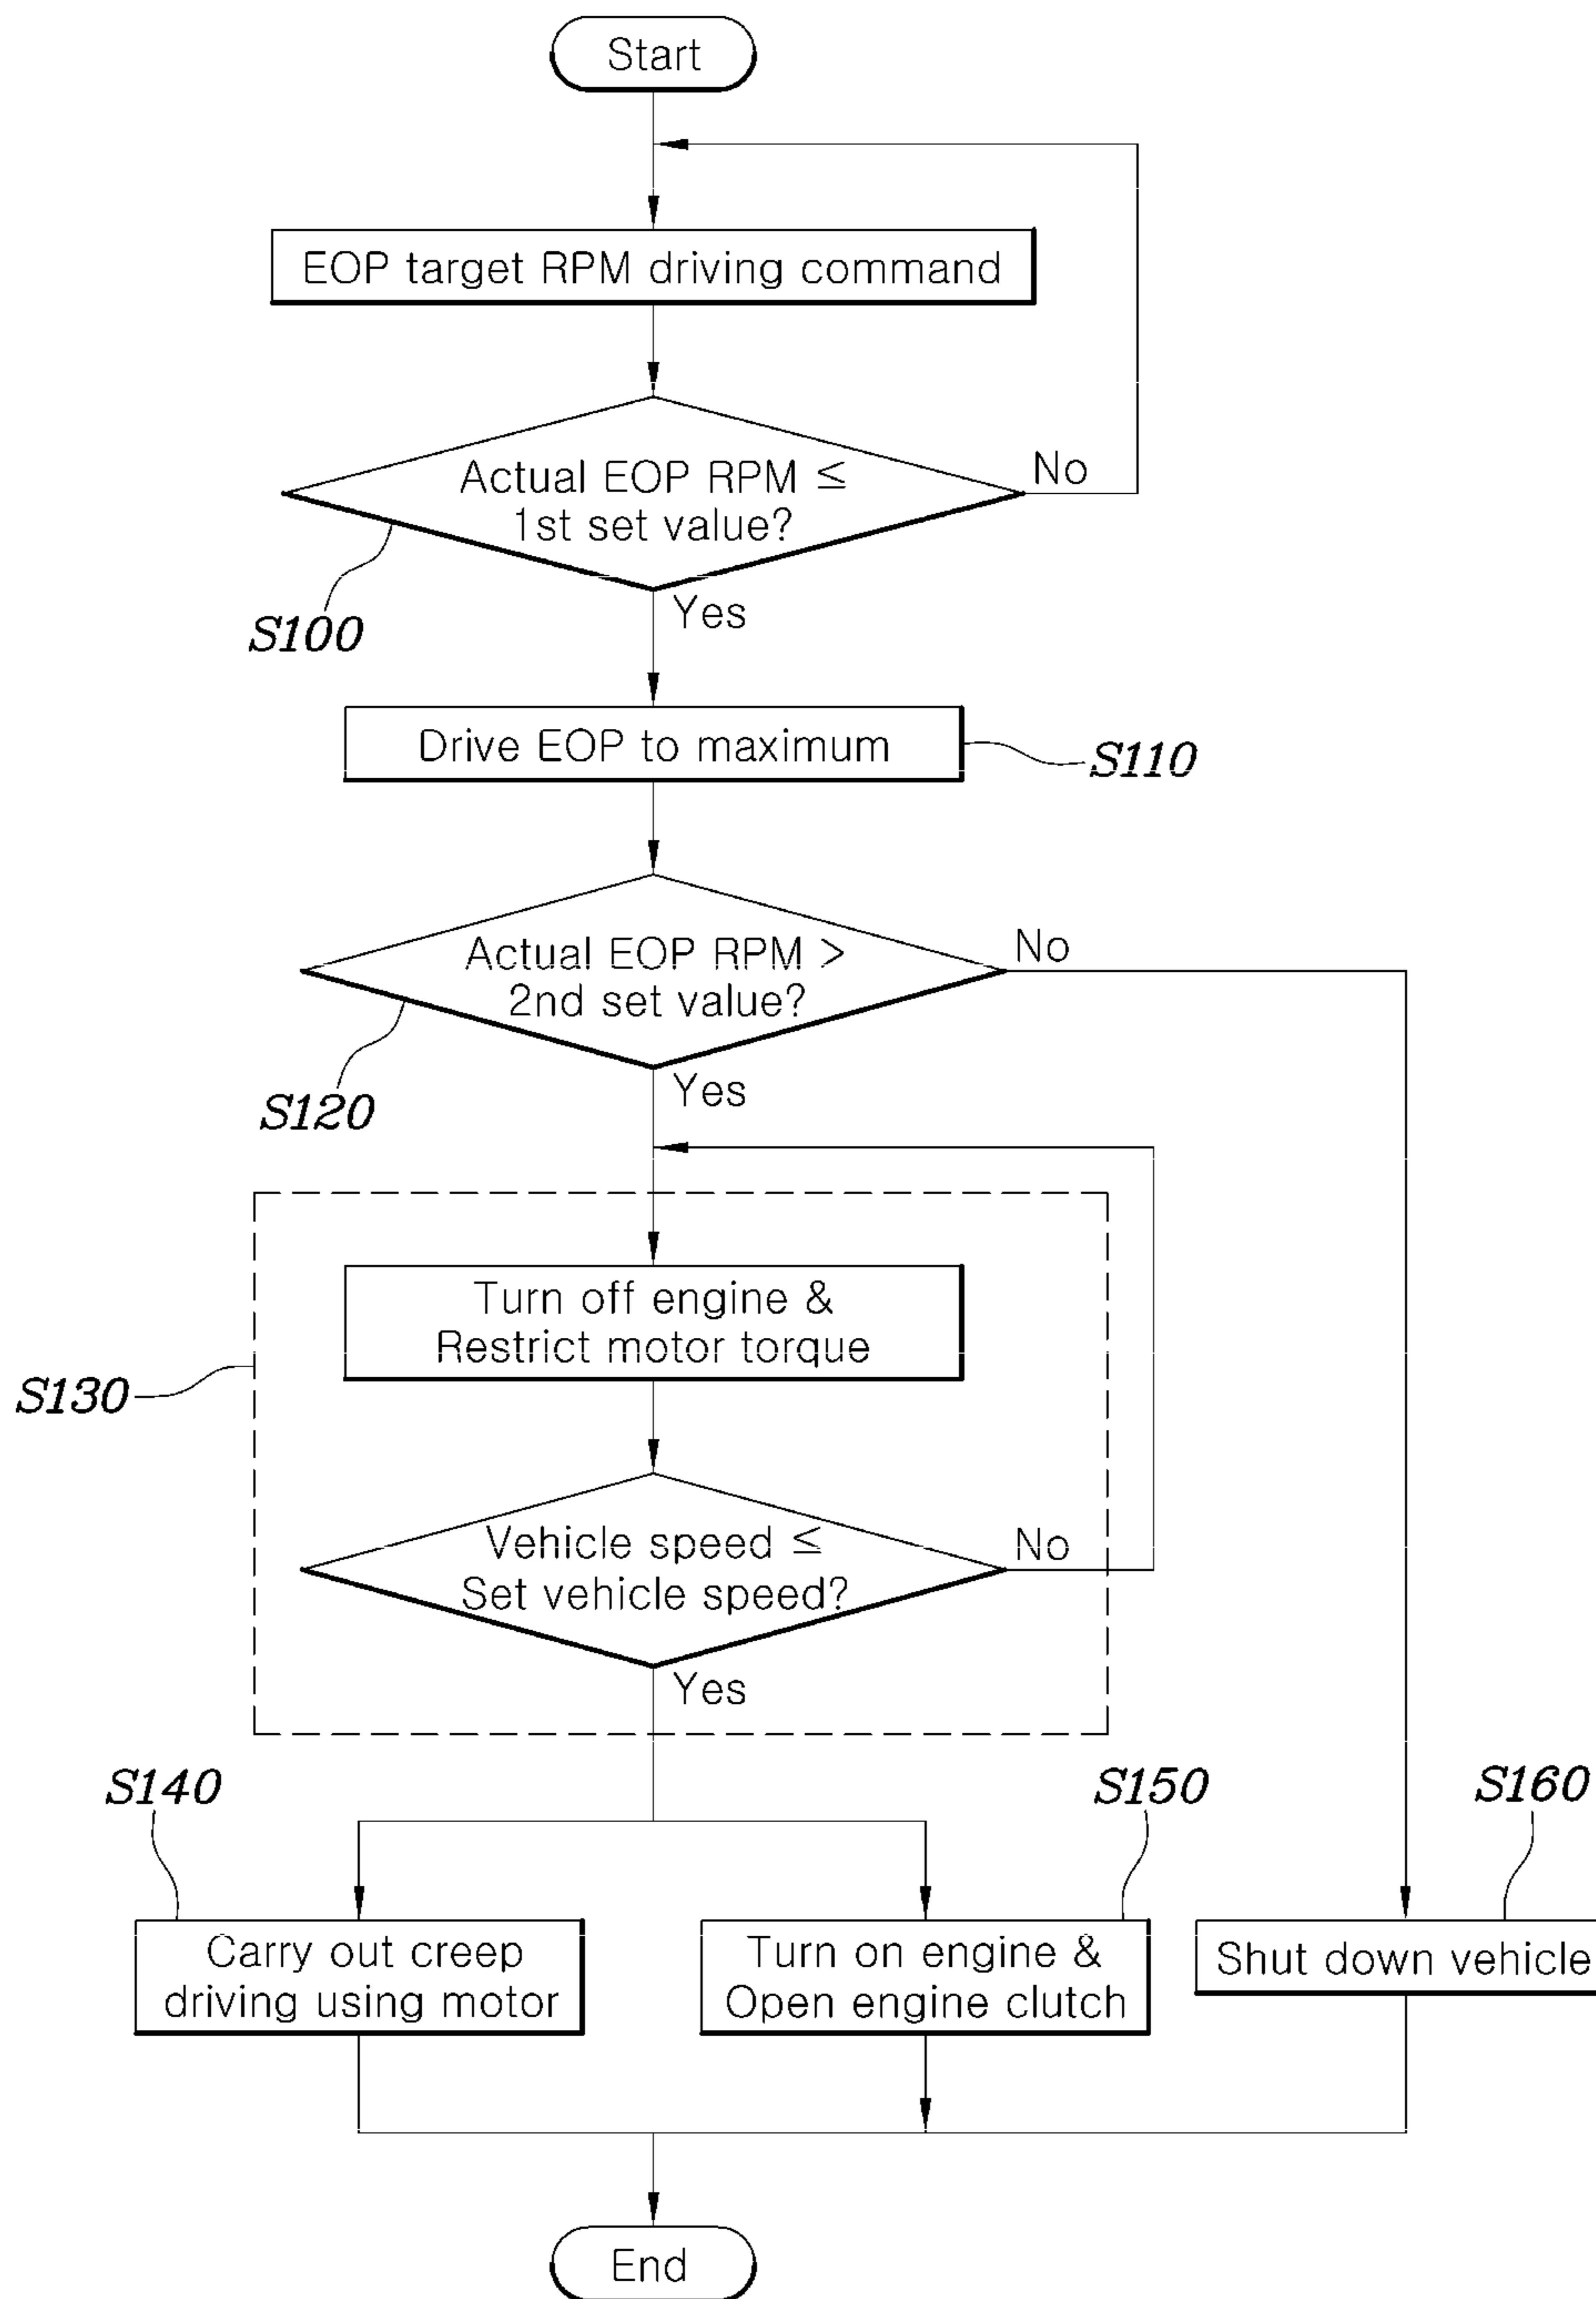 Start
EOP target RPM driving command
Actual EOP RPM ≤
1st set value?
No
S100
Yes
Drive EOP to maximum
S110
Actual EOP RPM >
2nd set value?
No
S120
Yes
Turn off engine &
Restrict motor torque
S130
Vehicle speed ≤
Set vehicle speed?
No
Yes
S140
S150
S160
Carry out creep
driving using motor
Turn on engine &
Open engine clutch
Shut down vehicle
End